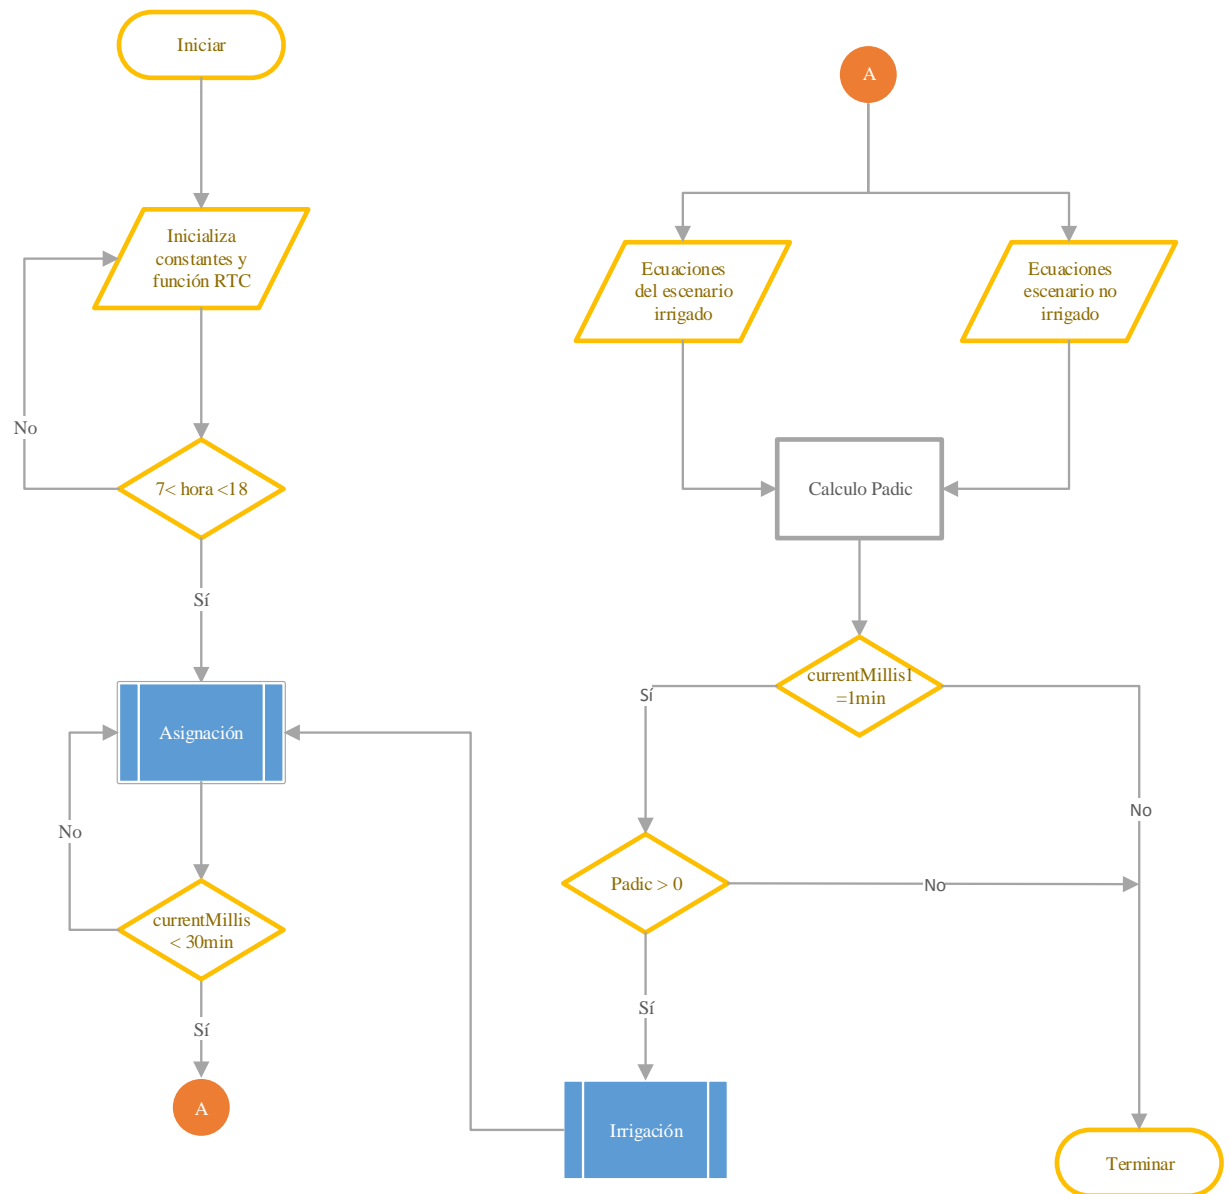 Iniciar
Inicializa
constantes y
función RTC
No
7< hora <18
Sí
Asignación
No
currentMillis
< 30min
Sí
A
A
Ecuaciones
del escenario
irrigado
Ecuaciones
escenario no
irrigado
Calculo Padic
currentMillis1
=1min
Sí
No
Padic > 0
No
Sí
Irrigación
Terminar